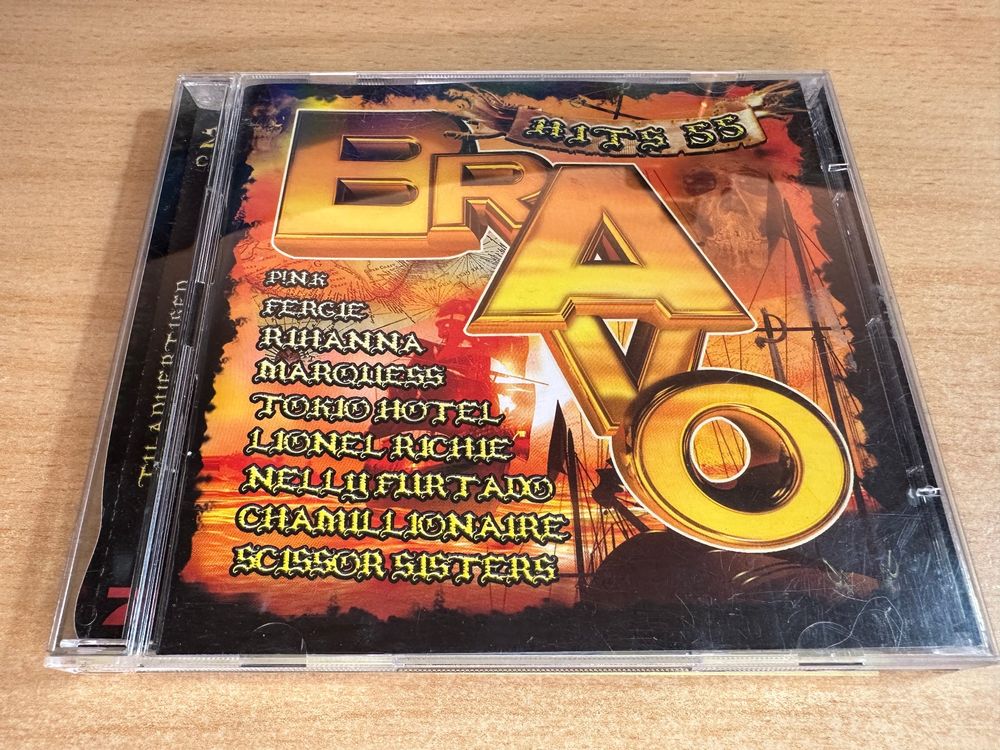 HITS 55
BRAVO
P!NK
FERGIE
RIHANNA
MARQUESS
TOKIO HOTEL
LIONEL RICHIE
NELLY FURTADO
CHAMILLIONAIRE
SCISSOR SISTERS